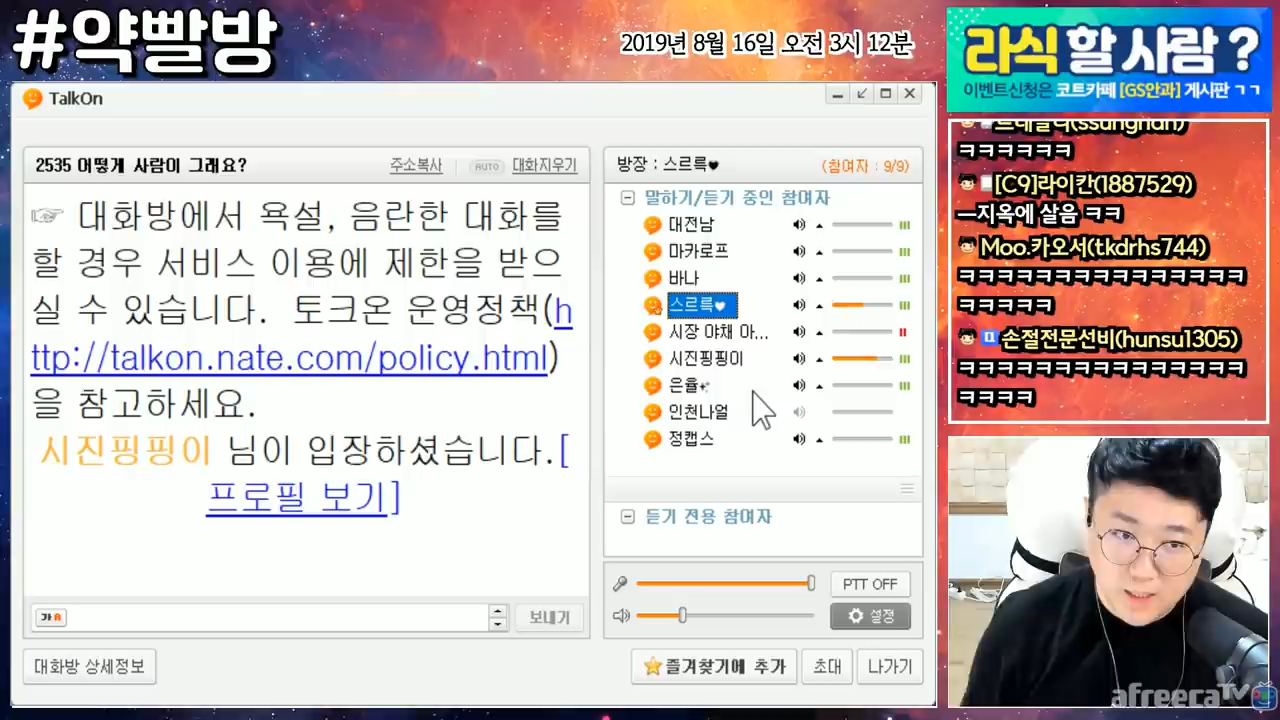 #약빨방
2019년 8월 16일 오전 3시 12분
라식 할 사람 ?
이벤트신청은 코트카페 [GS안과] 게시판 ㄱㄱ
TalkOn
2535 어떻게 사람이 그래요?
주소복사
AUTO
대화지우기
☞ 대화방에서 욕설, 음란한 대화를
할 경우 서비스 이용에 제한을 받으
실 수 있습니다. 토크온 운영정책(h
ttp://talkon.nate.com/policy.html)
을 참고하세요.
시진핑핑이 님이 입장하셨습니다.[
프로필 보기]
가A
보내기
대화방 상세정보
방장 : 스르륵♥
(참여자 : 9/9)
말하기/듣기 중인 참여자
대전남
마카로프
바나
스르륵♥
시장 야채 아...
시진핑핑이
은율
인천나얼
정캡스
듣기 전용 참여자
PTT OFF
설정
즐겨찾기에 추가
초대
나가기
ㅋㅋㅋㅋㅋㅋ
[C9]라이칸(1887529)
ㅡ지옥에 살음 ㅋㅋ
Moo.카오서(tkdrhs744)
ㅋㅋㅋㅋㅋㅋㅋㅋㅋㅋㅋㅋㅋㅋㅋ
ㅋㅋㅋㅋㅋ
손절전문선비(hunsu1305)
ㅋㅋㅋㅋㅋㅋㅋㅋㅋㅋㅋㅋㅋㅋㅋ
ㅋㅋㅋㅋ
afreecaTV